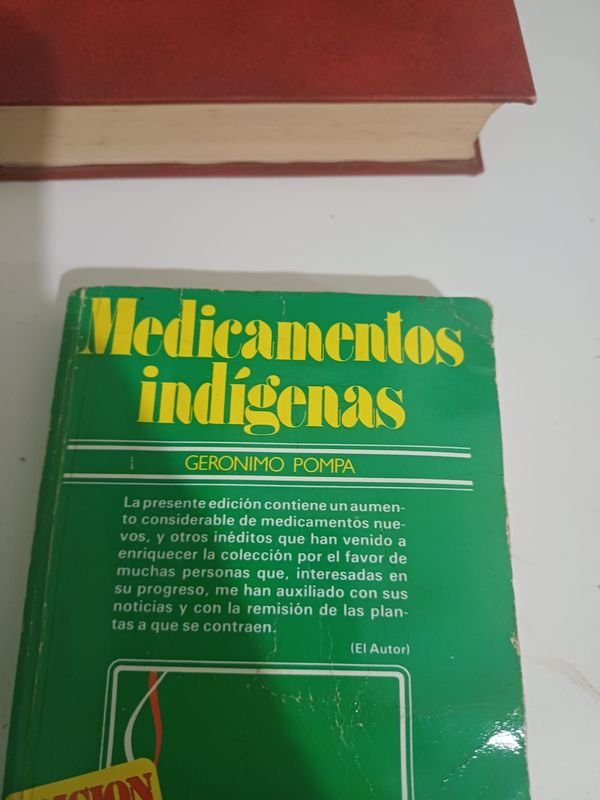 Medicamentos
indígenas
GERONIMO POMPA
La presente edición contiene un aumen-
to considerable de medicamentos nue-
vos, y otros inéditos que han venido a
enriquecer la colección por el favor de
muchas personas que, interesadas en
su progreso, me han auxiliado con sus
noticias y con la remisión de las plan-
tas a que se contraen.
(El Autor)